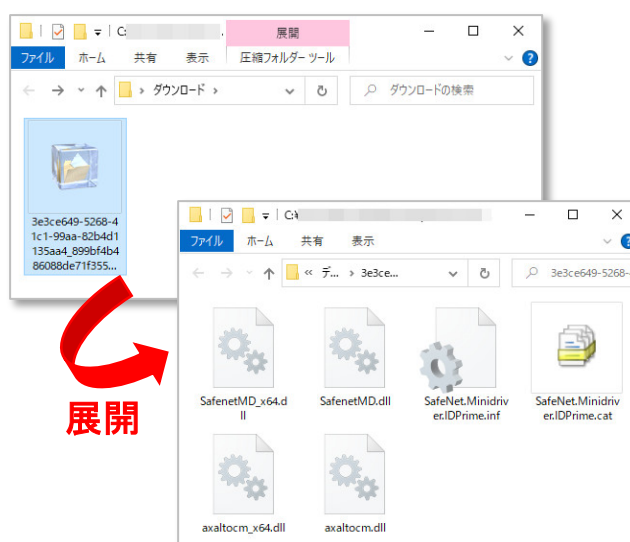 C:
展開
ファイル ホーム 共有 表示 圧縮フォルダー ツール
ダウンロード
ダウンロードの検索
3e3ce649-5268-4
1c1-99aa-82b4d1
135aa4_899bf4b4
86088de71f355...
C:¥
ファイル ホーム 共有 表示
« デ... › 3e3ce...
3e3ce649-5268-
SafenetMD_x64.d
ll
SafenetMD.dll
SafeNet.Minidriv
er.IDPrime.inf
SafeNet.Minidriv
er.IDPrime.cat
axaltocm_x64.dll
axaltocm.dll
展開